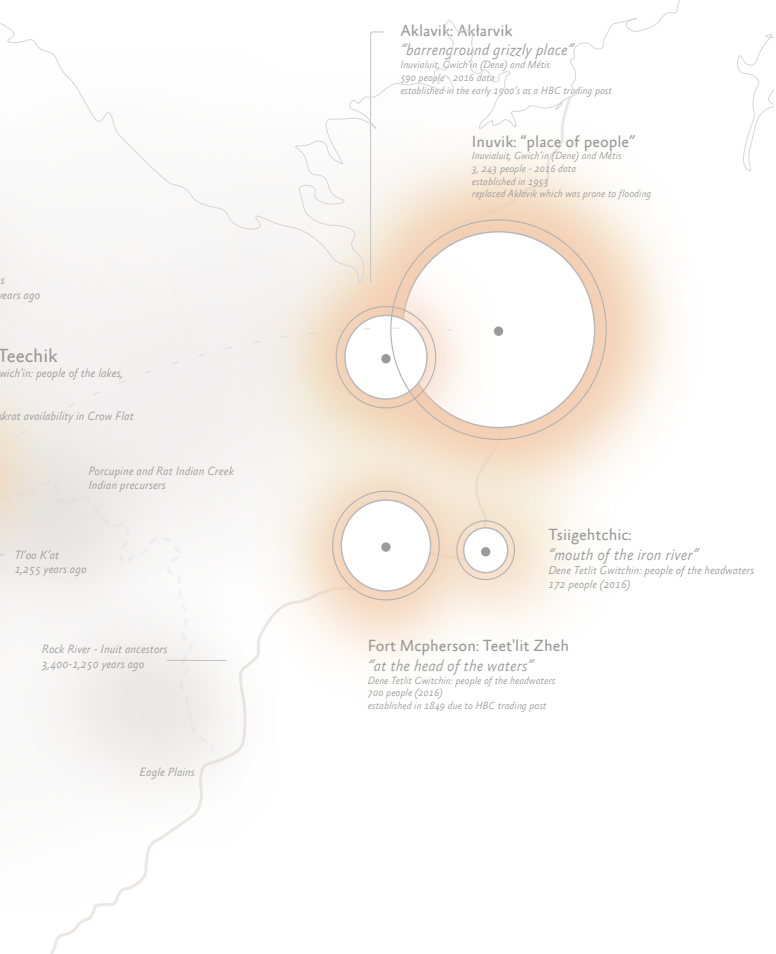 Aklavik: Akłarvik
“barrenground grizzly place”
Inuvialuit, Gwich’in (Dene) and Métis
590 people - 2016 data
established in the early 1900’s as a HBC trading post
Inuvik: “place of people”
Inuvialuit, Gwich’in (Dene) and Métis
3, 243 people - 2016 data
established in 1953
replaced Aklavik which was prone to flooding
s
years ago
Teechik
wich’in: people of the lakes,
skrat availability in Crow Flat
Porcupine and Rat Indian Creek
Indian precursers
Tl’oo K’at
1,255 years ago
Tsiigehtchic:
“mouth of the iron river”
Dene Tetlit Gwitchin: people of the headwaters
172 people (2016)
Rock River - Inuit ancestors
3,400-1,250 years ago
Fort Mcpherson: Teet’lit Zheh
“at the head of the waters”
Dene Tetlit Gwitchin: people of the headwaters
700 people (2016)
established in 1849 due to HBC trading post
Eagle Plains